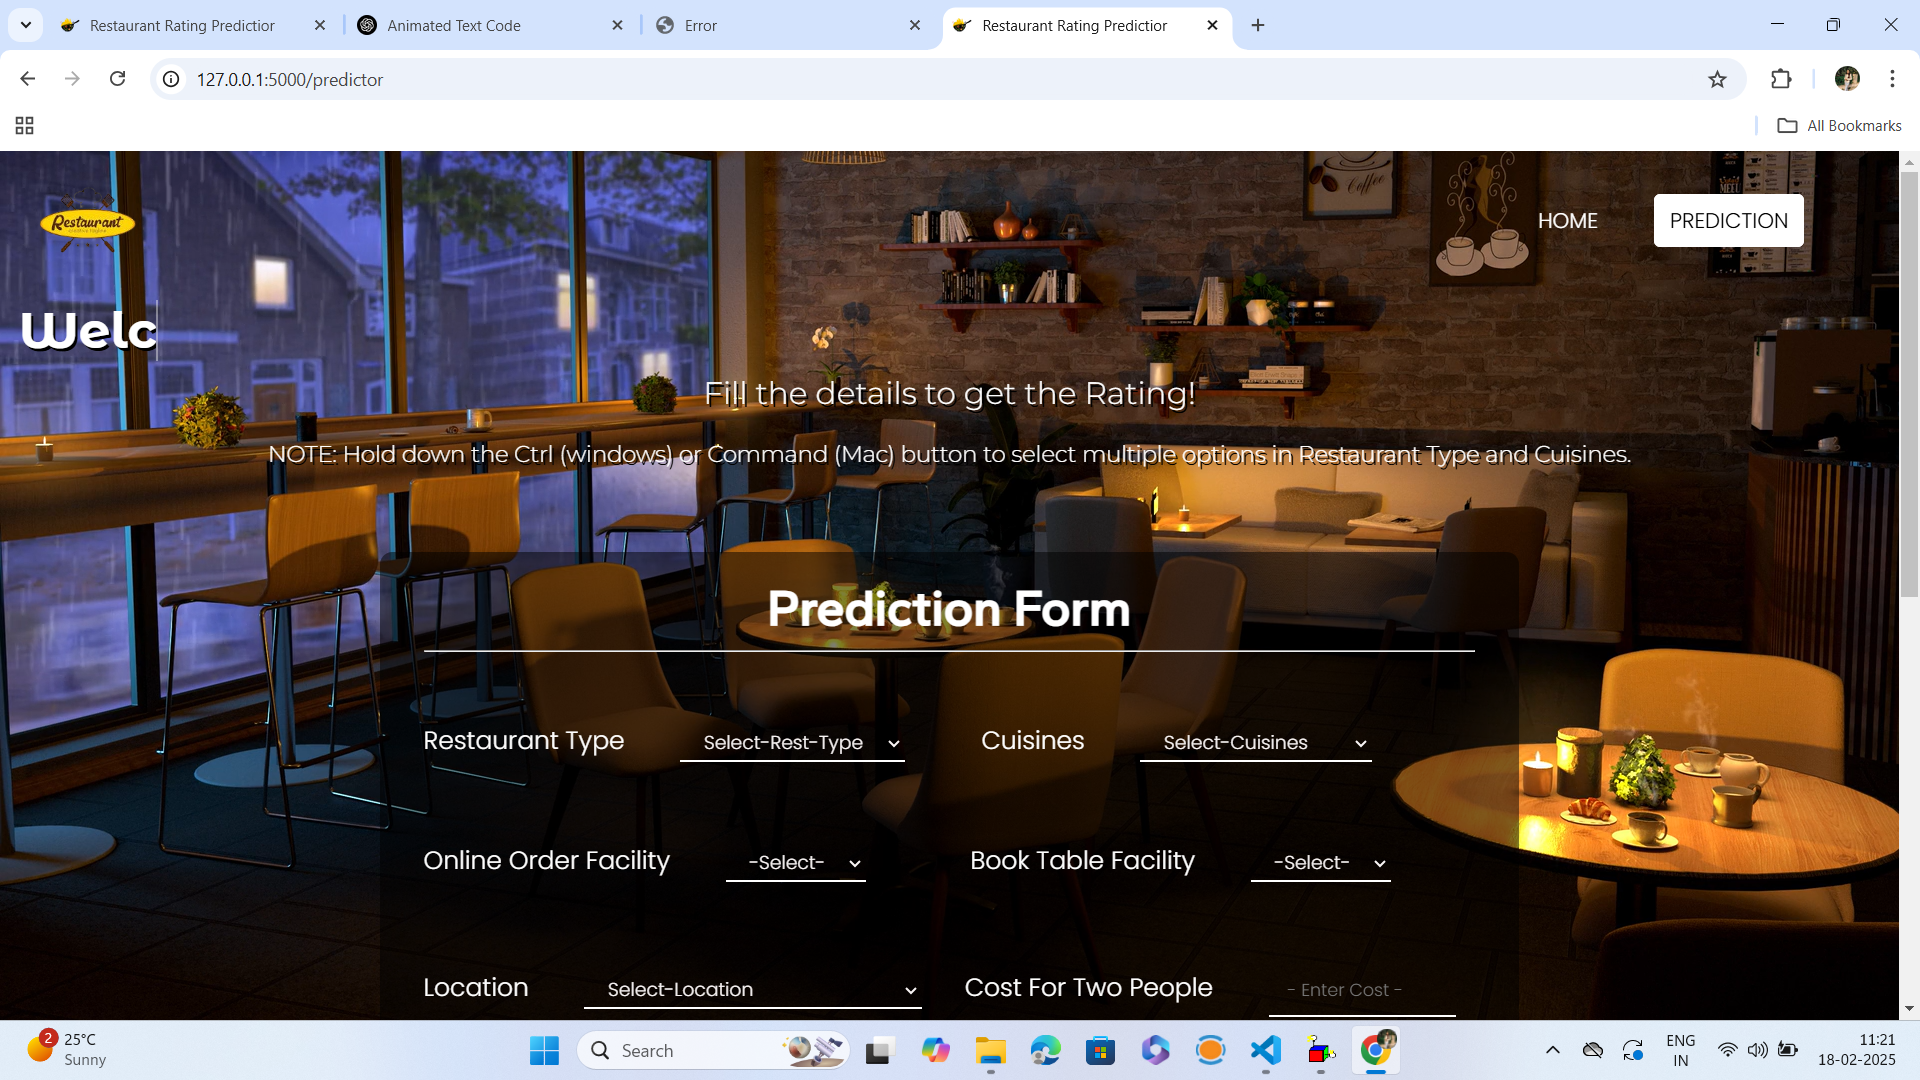 Restaurant Rating Predictior
Animated Text Code
Error
Restaurant Rating Predictior
127.0.0.1:5000/predictor
All Bookmarks
Restaurant
HOME
PREDICTION
Coffee
MENU
Welc
Fill the details to get the Rating!
NOTE: Hold down the Ctrl (windows) or Command (Mac) button to select multiple options in Restaurant Type and Cuisines.
Prediction Form
Restaurant Type
Select-Rest-Type
Cuisines
Select-Cuisines
Online Order Facility
-Select-
Book Table Facility
-Select-
Location
Select-Location
Cost For Two People
- Enter Cost -
2
25°C
Sunny
Search
ENG
IN
11:21
18-02-2025